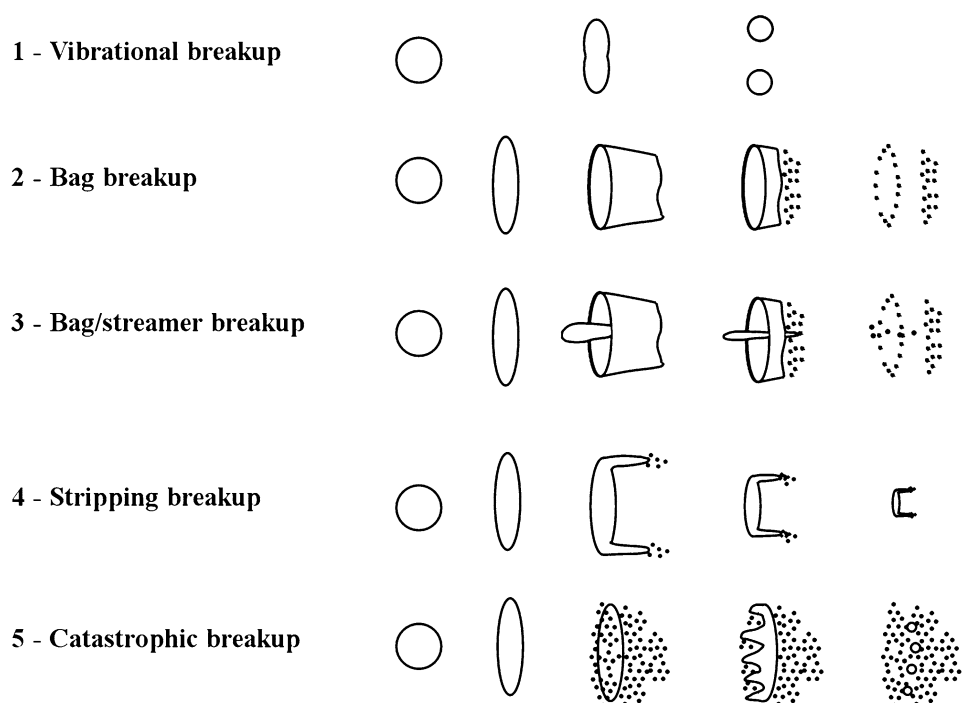 1 - Vibrational breakup
2 - Bag breakup
3 - Bag/streamer breakup
4 - Stripping breakup
5 - Catastrophic breakup